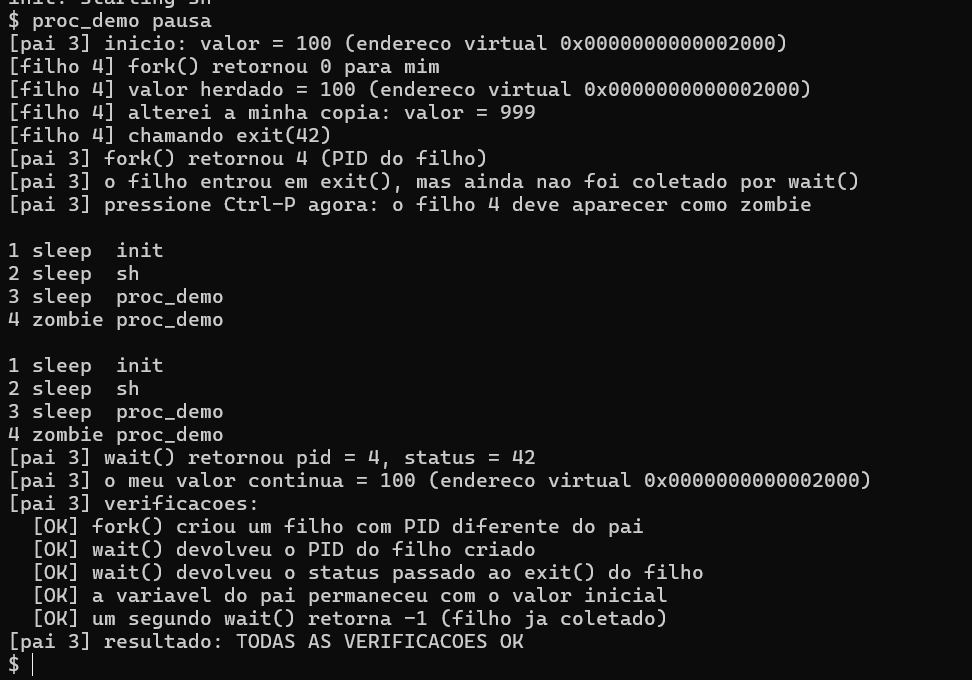 init: starting sh
$ proc_demo pausa
[pai 3] inicio: valor = 100 (endereco virtual 0x0000000000002000)
[filho 4] fork() retornou 0 para mim
[filho 4] valor herdado = 100 (endereco virtual 0x0000000000002000)
[filho 4] alterei a minha copia: valor = 999
[filho 4] chamando exit(42)
[pai 3] fork() retornou 4 (PID do filho)
[pai 3] o filho entrou em exit(), mas ainda nao foi coletado por wait()
[pai 3] pressione Ctrl-P agora: o filho 4 deve aparecer como zombie
1 sleep  init
2 sleep  sh
3 sleep  proc_demo
4 zombie proc_demo
1 sleep  init
2 sleep  sh
3 sleep  proc_demo
4 zombie proc_demo
[pai 3] wait() retornou pid = 4, status = 42
[pai 3] o meu valor continua = 100 (endereco virtual 0x0000000000002000)
[pai 3] verificacoes:
  [OK] fork() criou um filho com PID diferente do pai
  [OK] wait() devolveu o PID do filho criado
  [OK] wait() devolveu o status passado ao exit() do filho
  [OK] a variavel do pai permaneceu com o valor inicial
  [OK] um segundo wait() retorna -1 (filho ja coletado)
[pai 3] resultado: TODAS AS VERIFICACOES OK
$